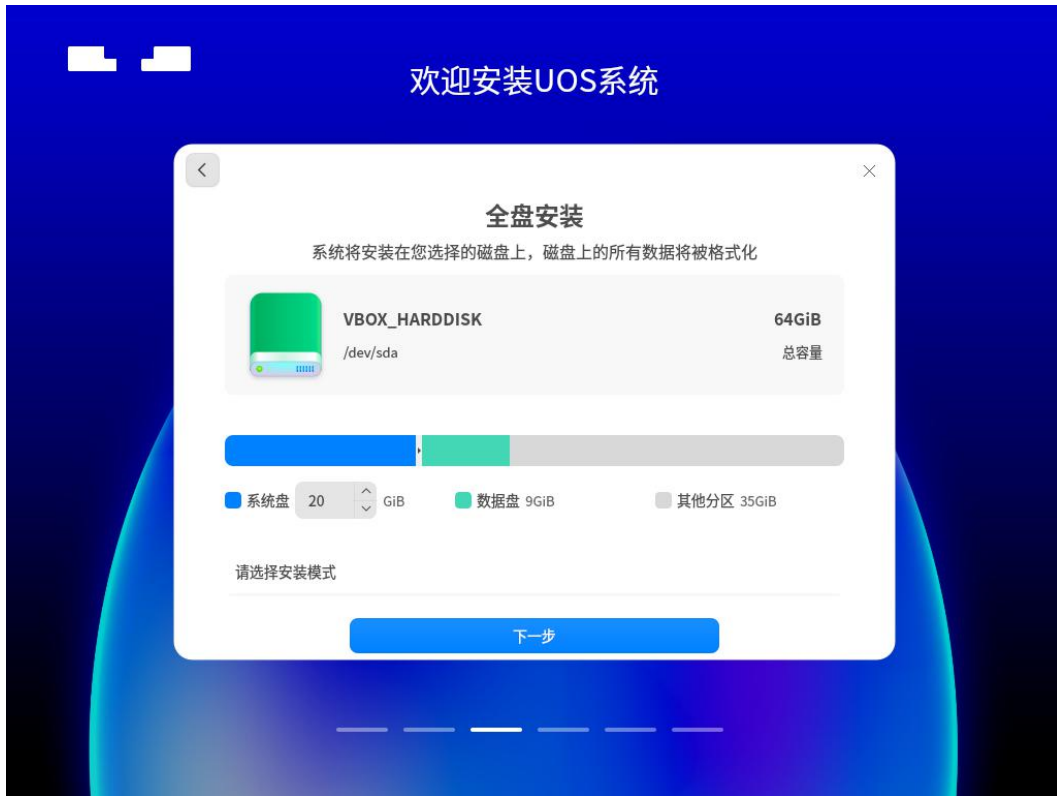 欢迎安装UOS系统
全盘安装
系统将安装在您选择的磁盘上，磁盘上的所有数据将被格式化
VBOX_HARDDISK 64GiB
/dev/sda 总容量
系统盘 20 GiB 数据盘 9GiB 其他分区 35GiB
请选择安装模式
下一步